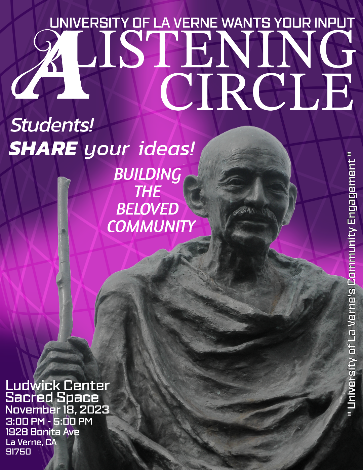 UNIVERSITY OF LA VERNE WANTS YOUR INPUT
A LISTENING
CIRCLE
Students!
SHARE your ideas!
BUILDING
THE
BELOVED
COMMUNITY
" University of La Verne's Community Engagement "
Ludwick Center
Sacred Space
November 18, 2023
3:00 PM - 5:00 PM
1928 Bonita Ave
La Verne, CA
91750